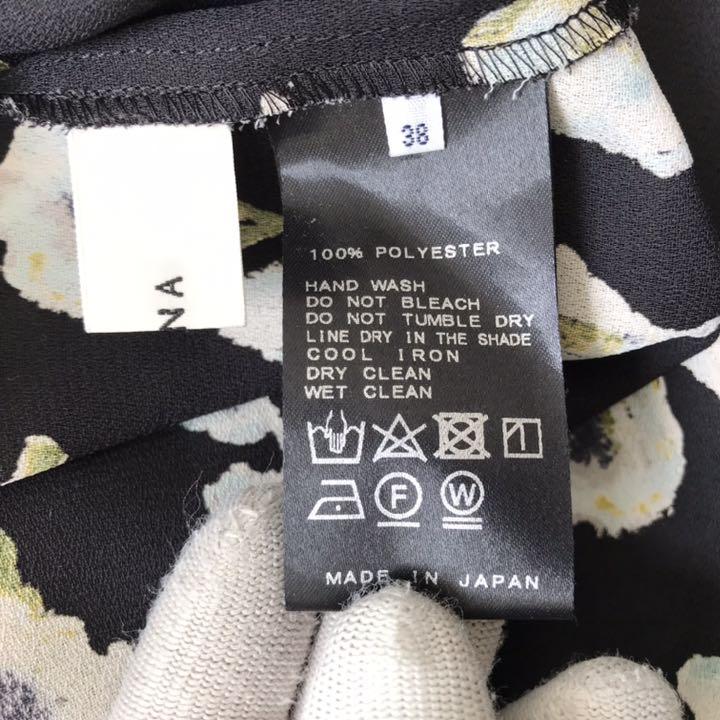 38
100% POLYESTER
HAND WASH
DO NOT BLEACH
DO NOT TUMBLE DRY
LINE DRY IN THE SHADE
COOL IRON
DRY CLEAN
WET CLEAN
F
W
MADE IN JAPAN
NA